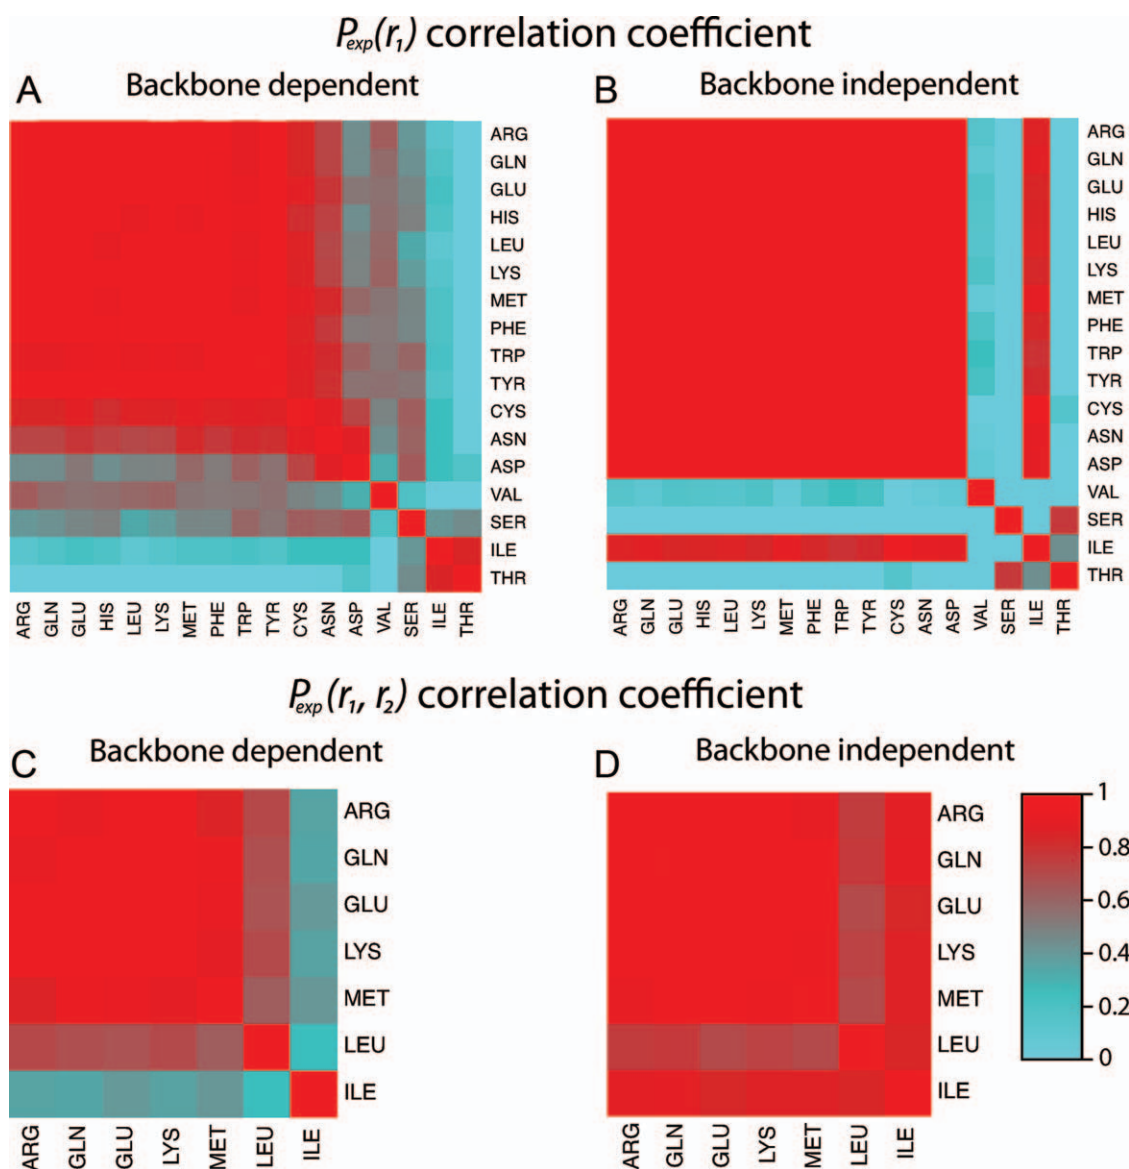 P_exp(r_1) correlation coefficient
A Backbone dependent
B Backbone independent
ARG
GLN
GLU
HIS
LEU
LYS
MET
PHE
TRP
TYR
CYS
ASN
ASP
VAL
SER
ILE
THR
ARG GLN GLU HIS LEU LYS MET PHE TRP TYR CYS ASN ASP VAL SER ILE THR
ARG
GLN
GLU
HIS
LEU
LYS
MET
PHE
TRP
TYR
CYS
ASN
ASP
VAL
SER
ILE
THR
ARG GLN GLU HIS LEU LYS MET PHE TRP TYR CYS ASN ASP VAL SER ILE THR
P_exp(r_1, r_2) correlation coefficient
C Backbone dependent
D Backbone independent
ARG
GLN
GLU
LYS
MET
LEU
ILE
ARG GLN GLU LYS MET LEU ILE
ARG
GLN
GLU
LYS
MET
LEU
ILE
ARG GLN GLU LYS MET LEU ILE
1
0.8
0.6
0.4
0.2
0